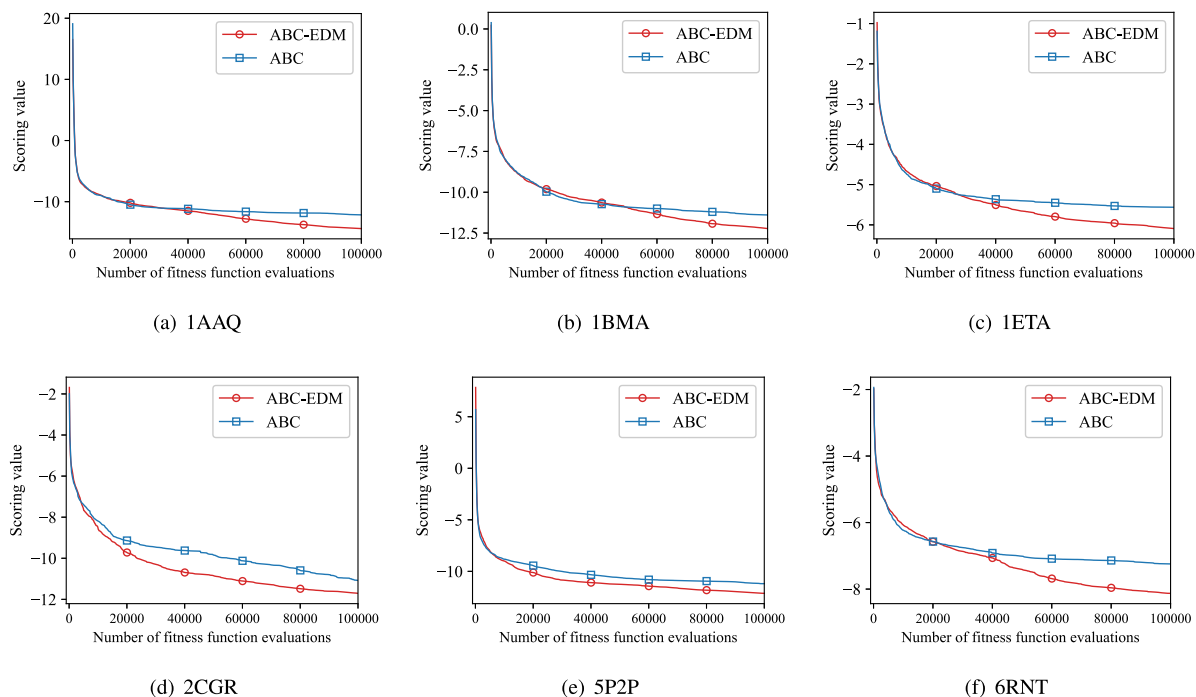 20
10
0
−10
Scoring value
ABC-EDM
ABC
0 20000 40000 60000 80000 100000
Number of fitness function evaluations
(a) 1AAQ
0.0
−2.5
−5.0
−7.5
−10.0
−12.5
Scoring value
ABC-EDM
ABC
0 20000 40000 60000 80000 100000
Number of fitness function evaluations
(b) 1BMA
−1
−2
−3
−4
−5
−6
Scoring value
ABC-EDM
ABC
0 20000 40000 60000 80000 100000
Number of fitness function evaluations
(c) 1ETA
−2
−4
−6
−8
−10
−12
Scoring value
ABC-EDM
ABC
0 20000 40000 60000 80000 100000
Number of fitness function evaluations
(d) 2CGR
5
0
−5
−10
Scoring value
ABC-EDM
ABC
0 20000 40000 60000 80000 100000
Number of fitness function evaluations
(e) 5P2P
−2
−4
−6
−8
Scoring value
ABC-EDM
ABC
0 20000 40000 60000 80000 100000
Number of fitness function evaluations
(f) 6RNT